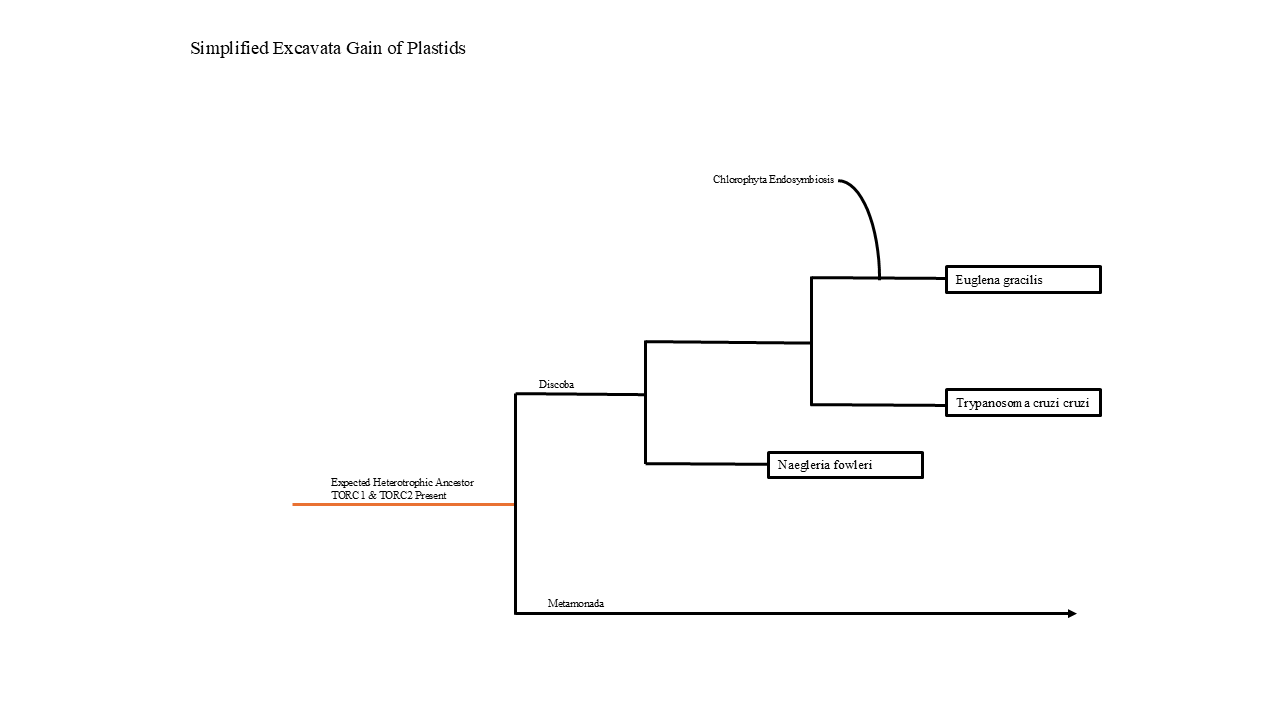 Simplified Excavata Gain of Plastids
Chlorophyta Endosymbiosis
Euglena gracilis
Discoba
Trypanosoma cruzi cruzi
Naegleria fowleri
Expected Heterotrophic Ancestor
TORC1 & TORC2 Present
Metamonada